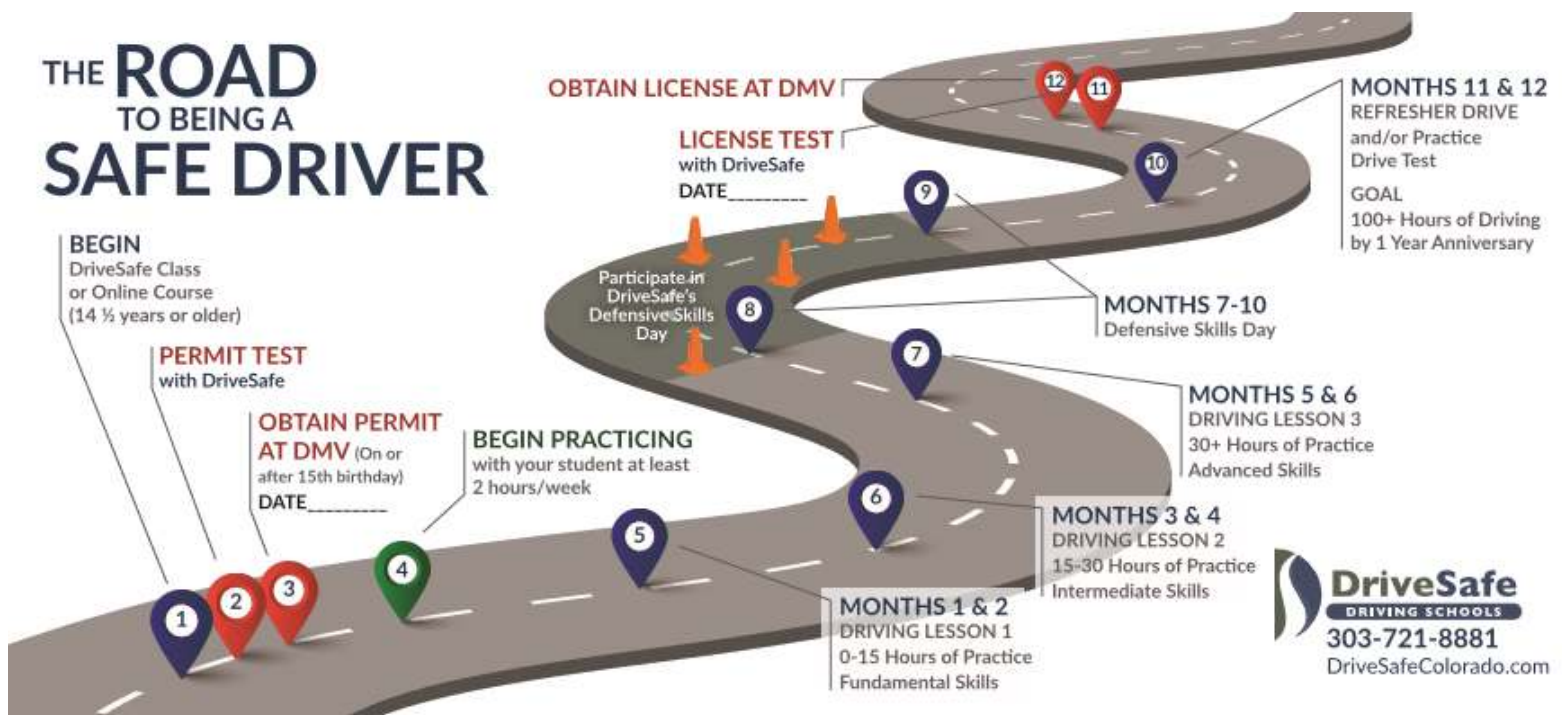 THE ROAD
TO BEING A
SAFE DRIVER
BEGIN
DriveSafe Class
or Online Course
(14 ½ years or older)
PERMIT TEST
with DriveSafe
OBTAIN PERMIT
AT DMV (On or
after 15th birthday)
DATE_________
BEGIN PRACTICING
with your student at least
2 hours/week
1
2
3
4
5
MONTHS 1 & 2
DRIVING LESSON 1
0-15 Hours of Practice
Fundamental Skills
6
MONTHS 3 & 4
DRIVING LESSON 2
15-30 Hours of Practice
Intermediate Skills
7
MONTHS 5 & 6
DRIVING LESSON 3
30+ Hours of Practice
Advanced Skills
Participate in
DriveSafe's
Defensive Skills
Day
8
9
MONTHS 7-10
Defensive Skills Day
10
MONTHS 11 & 12
REFRESHER DRIVE
and/or Practice
Drive Test
GOAL
100+ Hours of Driving
by 1 Year Anniversary
LICENSE TEST
with DriveSafe
DATE_________
11
OBTAIN LICENSE AT DMV
12
DriveSafe
DRIVING SCHOOLS
303-721-8881
DriveSafeColorado.com